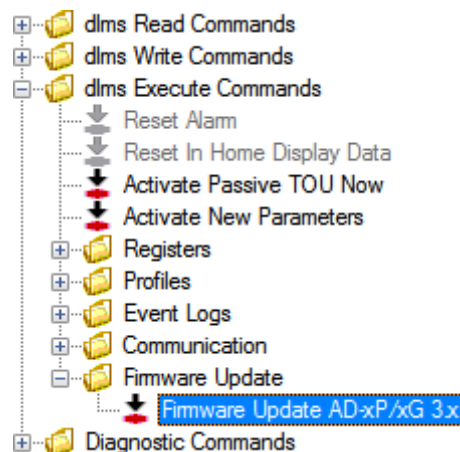 dlms Read Commands
dlms Write Commands
dlms Execute Commands
Reset Alarm
Reset In Home Display Data
Activate Passive TOU Now
Activate New Parameters
Registers
Profiles
Event Logs
Communication
Firmware Update
Firmware Update AD-xP/xG 3.x
Diagnostic Commands